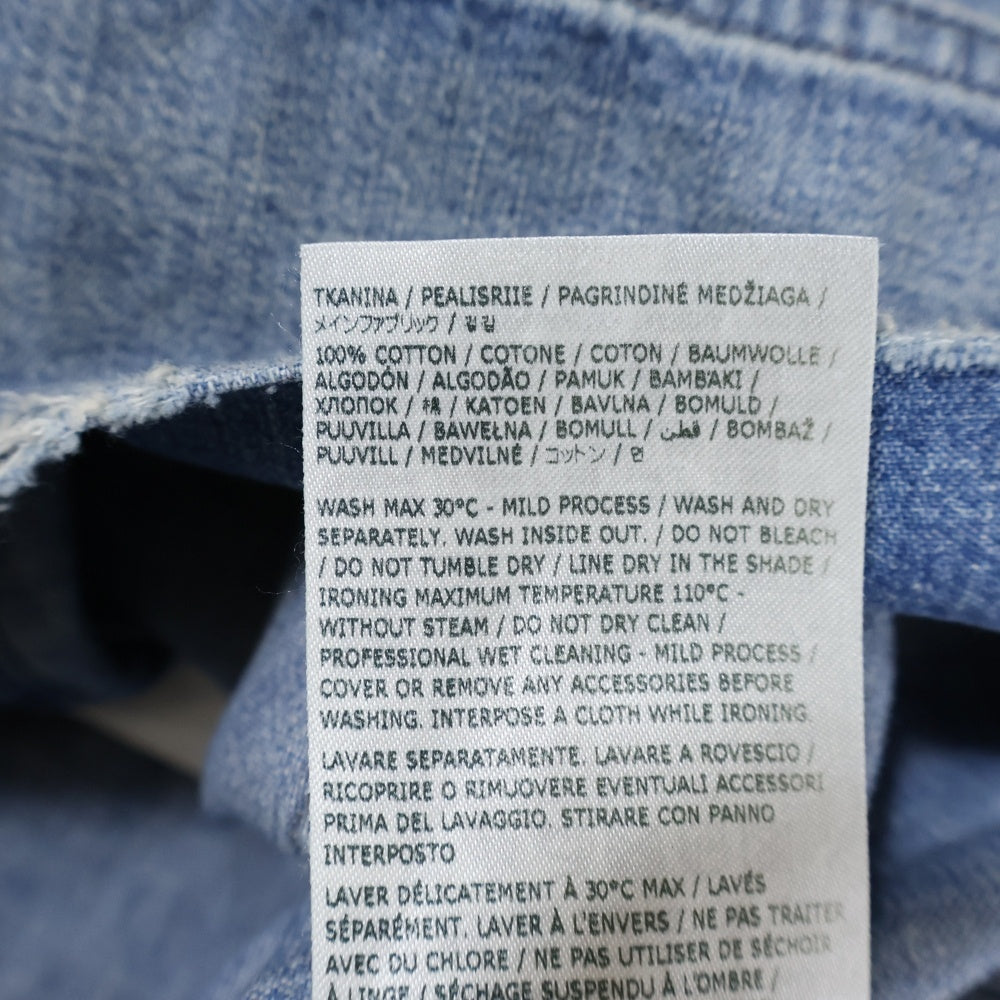 TKANINA / PEALISRIIE / PAGRINDINĖ MEDŽIAGA /
メインファブリック / 겉감
100% COTTON / COTONE / COTON / BAUMWOLLE /
ALGODÓN / ALGODÃO / PAMUK / BAMBAKI /
ХЛОПОК / 棉 / KATOEN / BAVLNA / BOMULD /
PUUVILLA / BAWEŁNA / BOMULL / قطن / BOMBAŽ /
PUUVILL / MEDVILNĖ / コットン / 면
WASH MAX 30°C - MILD PROCESS / WASH AND DRY
SEPARATELY. WASH INSIDE OUT. / DO NOT BLEACH
/ DO NOT TUMBLE DRY / LINE DRY IN THE SHADE /
IRONING MAXIMUM TEMPERATURE 110°C -
WITHOUT STEAM / DO NOT DRY CLEAN /
PROFESSIONAL WET CLEANING - MILD PROCESS /
COVER OR REMOVE ANY ACCESSORIES BEFORE
WASHING. INTERPOSE A CLOTH WHILE IRONING.
LAVARE SEPARATAMENTE. LAVARE A ROVESCIO /
RICOPRIRE O RIMUOVERE EVENTUALI ACCESSORI
PRIMA DEL LAVAGGIO. STIRARE CON PANNO
INTERPOSTO
LAVER DÉLICATEMENT À 30°C MAX / LAVÉS
SÉPARÉMENT. LAVER À L'ENVERS / NE PAS TRAITER
AVEC DU CHLORE / NE PAS UTILISER DE SÉCHOIR
À LINGE / SÉCHAGE SUSPENDU À L'OMBRE /